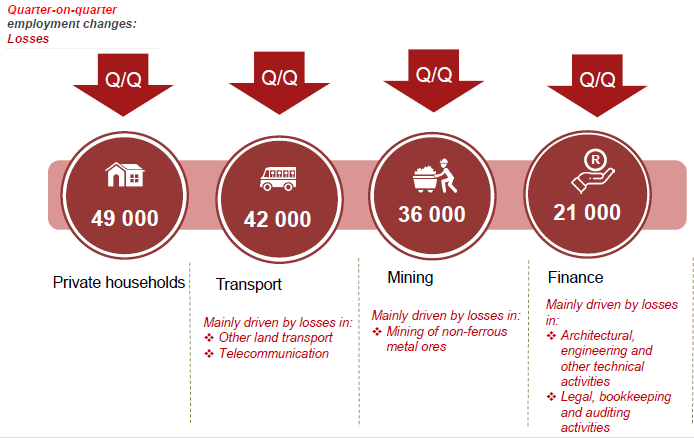 Quarter-on-quarter
employment changes:
Losses
Q/Q
Q/Q
Q/Q
Q/Q
49 000
42 000
36 000
R
21 000
Private households
Transport
Mainly driven by losses in:
❖ Other land transport
❖ Telecommunication
Mining
Mainly driven by losses in:
❖ Mining of non-ferrous
metal ores
Finance
Mainly driven by losses
in:
❖ Architectural,
engineering and
other technical
activities
❖ Legal, bookkeeping
and auditing
activities